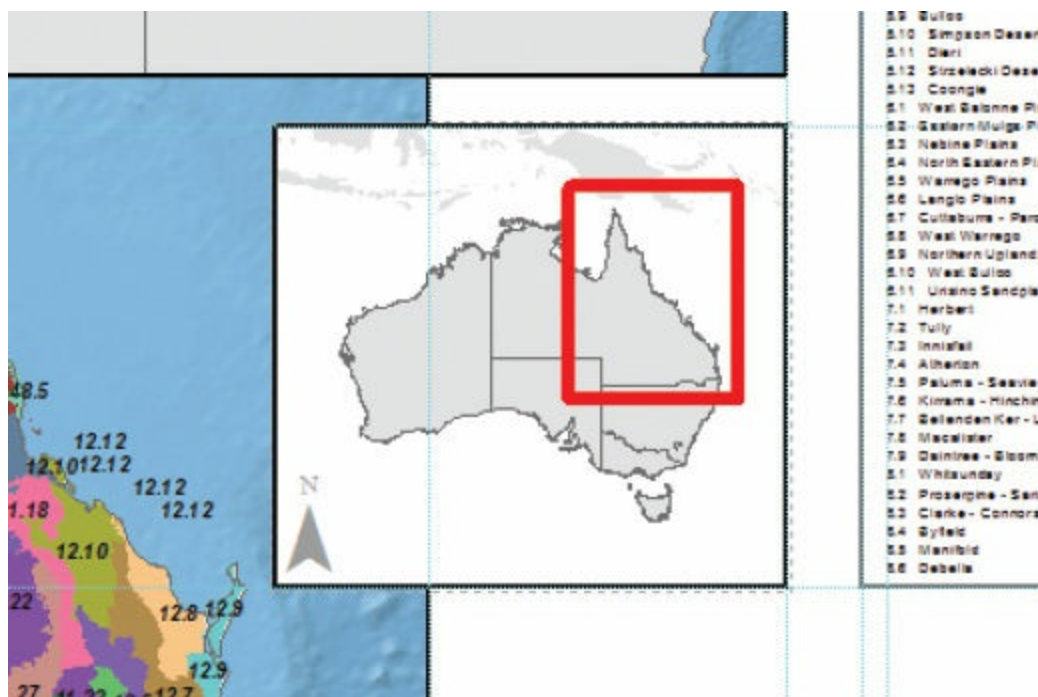 5.9 Bulloo
5.10 Simpson Deser
5.11 Dieri
5.12 Strzelecki Dese
5.13 Coongie
6.1 West Balonne Pl
6.2 Eastern Mulga P
6.3 Nebine Plains
6.4 North Eastern Pl
6.5 Warrego Plains
6.6 Langlo Plains
6.7 Cuttaburra - Paro
6.8 West Warrego
6.9 Northern Upland
6.10 West Bulloo
6.11 Urisino Sandpla
7.1 Herbert
7.2 Tully
7.3 Innisfail
7.4 Atherton
7.5 Paluma - Seavie
7.6 Kirrama - Hinchin
7.7 Bellenden Ker - L
7.8 Macalister
7.9 Daintree - Bloom
8.1 Whitsunday
8.2 Proserpine - Sar
8.3 Clarke - Connors
8.4 Byfield
8.5 Manifold
8.6 Debella
N
48.5
12.12
12.10 12.12
12.12
1.18 12.12
12.10
22
12.8 12.9
12.9
27 12.7